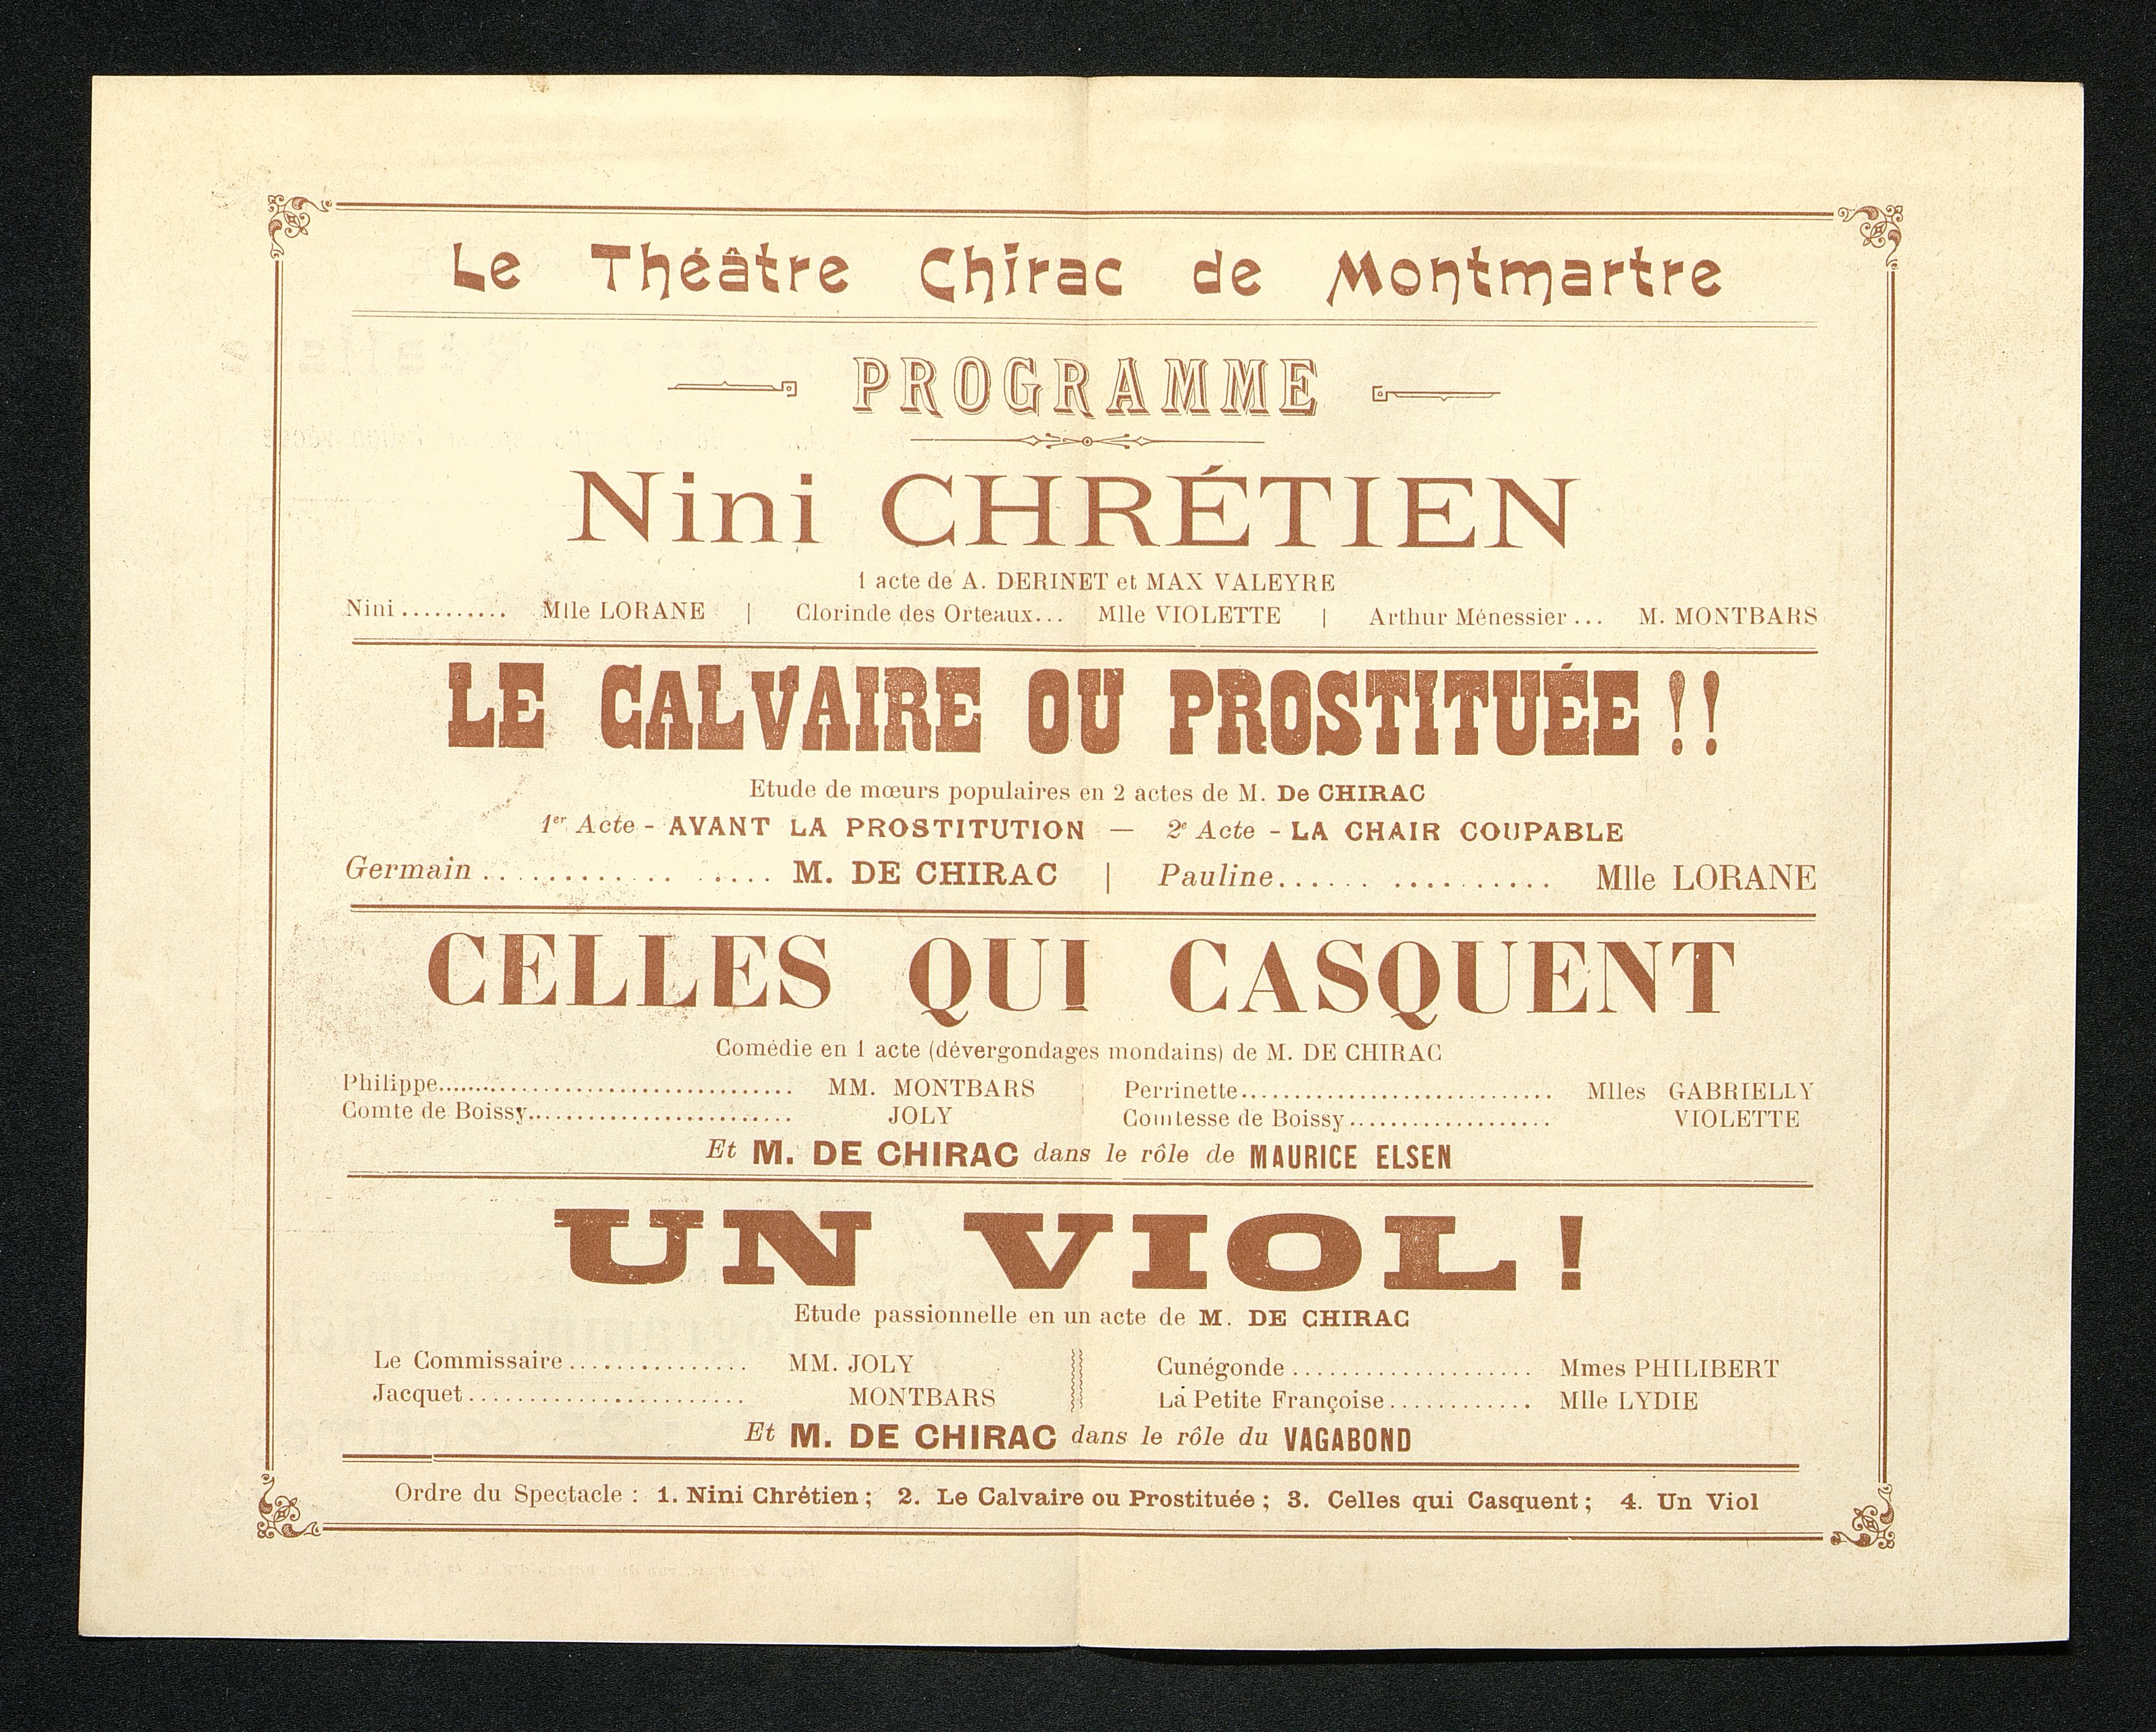 Le Théâtre Chirac de Montmartre
PROGRAMME
Nini CHRÉTIEN
1 acte de A. DERINET et MAX VALEYRE
Nini .......... Mlle LORANE | Clorinde des Orteaux... Mlle VIOLETTE | Arthur Ménessier ... M. MONTBARS
LE CALVAIRE OU PROSTITUÉE !!
Etude de mœurs populaires en 2 actes de M. De CHIRAC
1er Acte - AVANT LA PROSTITUTION — 2e Acte - LA CHAIR COUPABLE
Germain .................. M. DE CHIRAC | Pauline................ Mlle LORANE
CELLES QUI CASQUENT
Comédie en 1 acte (dévergondages mondains) de M. DE CHIRAC
Philippe.................................... MM. MONTBARS Perrinette............................ Mlles GABRIELLY
Comte de Boissy........................... JOLY Comtesse de Boissy................... VIOLETTE
Et M. DE CHIRAC dans le rôle de MAURICE ELSEN
UN VIOL !
Etude passionnelle en un acte de M. DE CHIRAC
Le Commissaire ............... MM. JOLY Cunégonde ..................... Mmes PHILIBERT
Jacquet ........................ MONTBARS La Petite Françoise ............ Mlle LYDIE
Et M. DE CHIRAC dans le rôle du VAGABOND
Ordre du Spectacle : 1. Nini Chrétien ; 2. Le Calvaire ou Prostituée ; 3. Celles qui Casquent ; 4. Un Viol